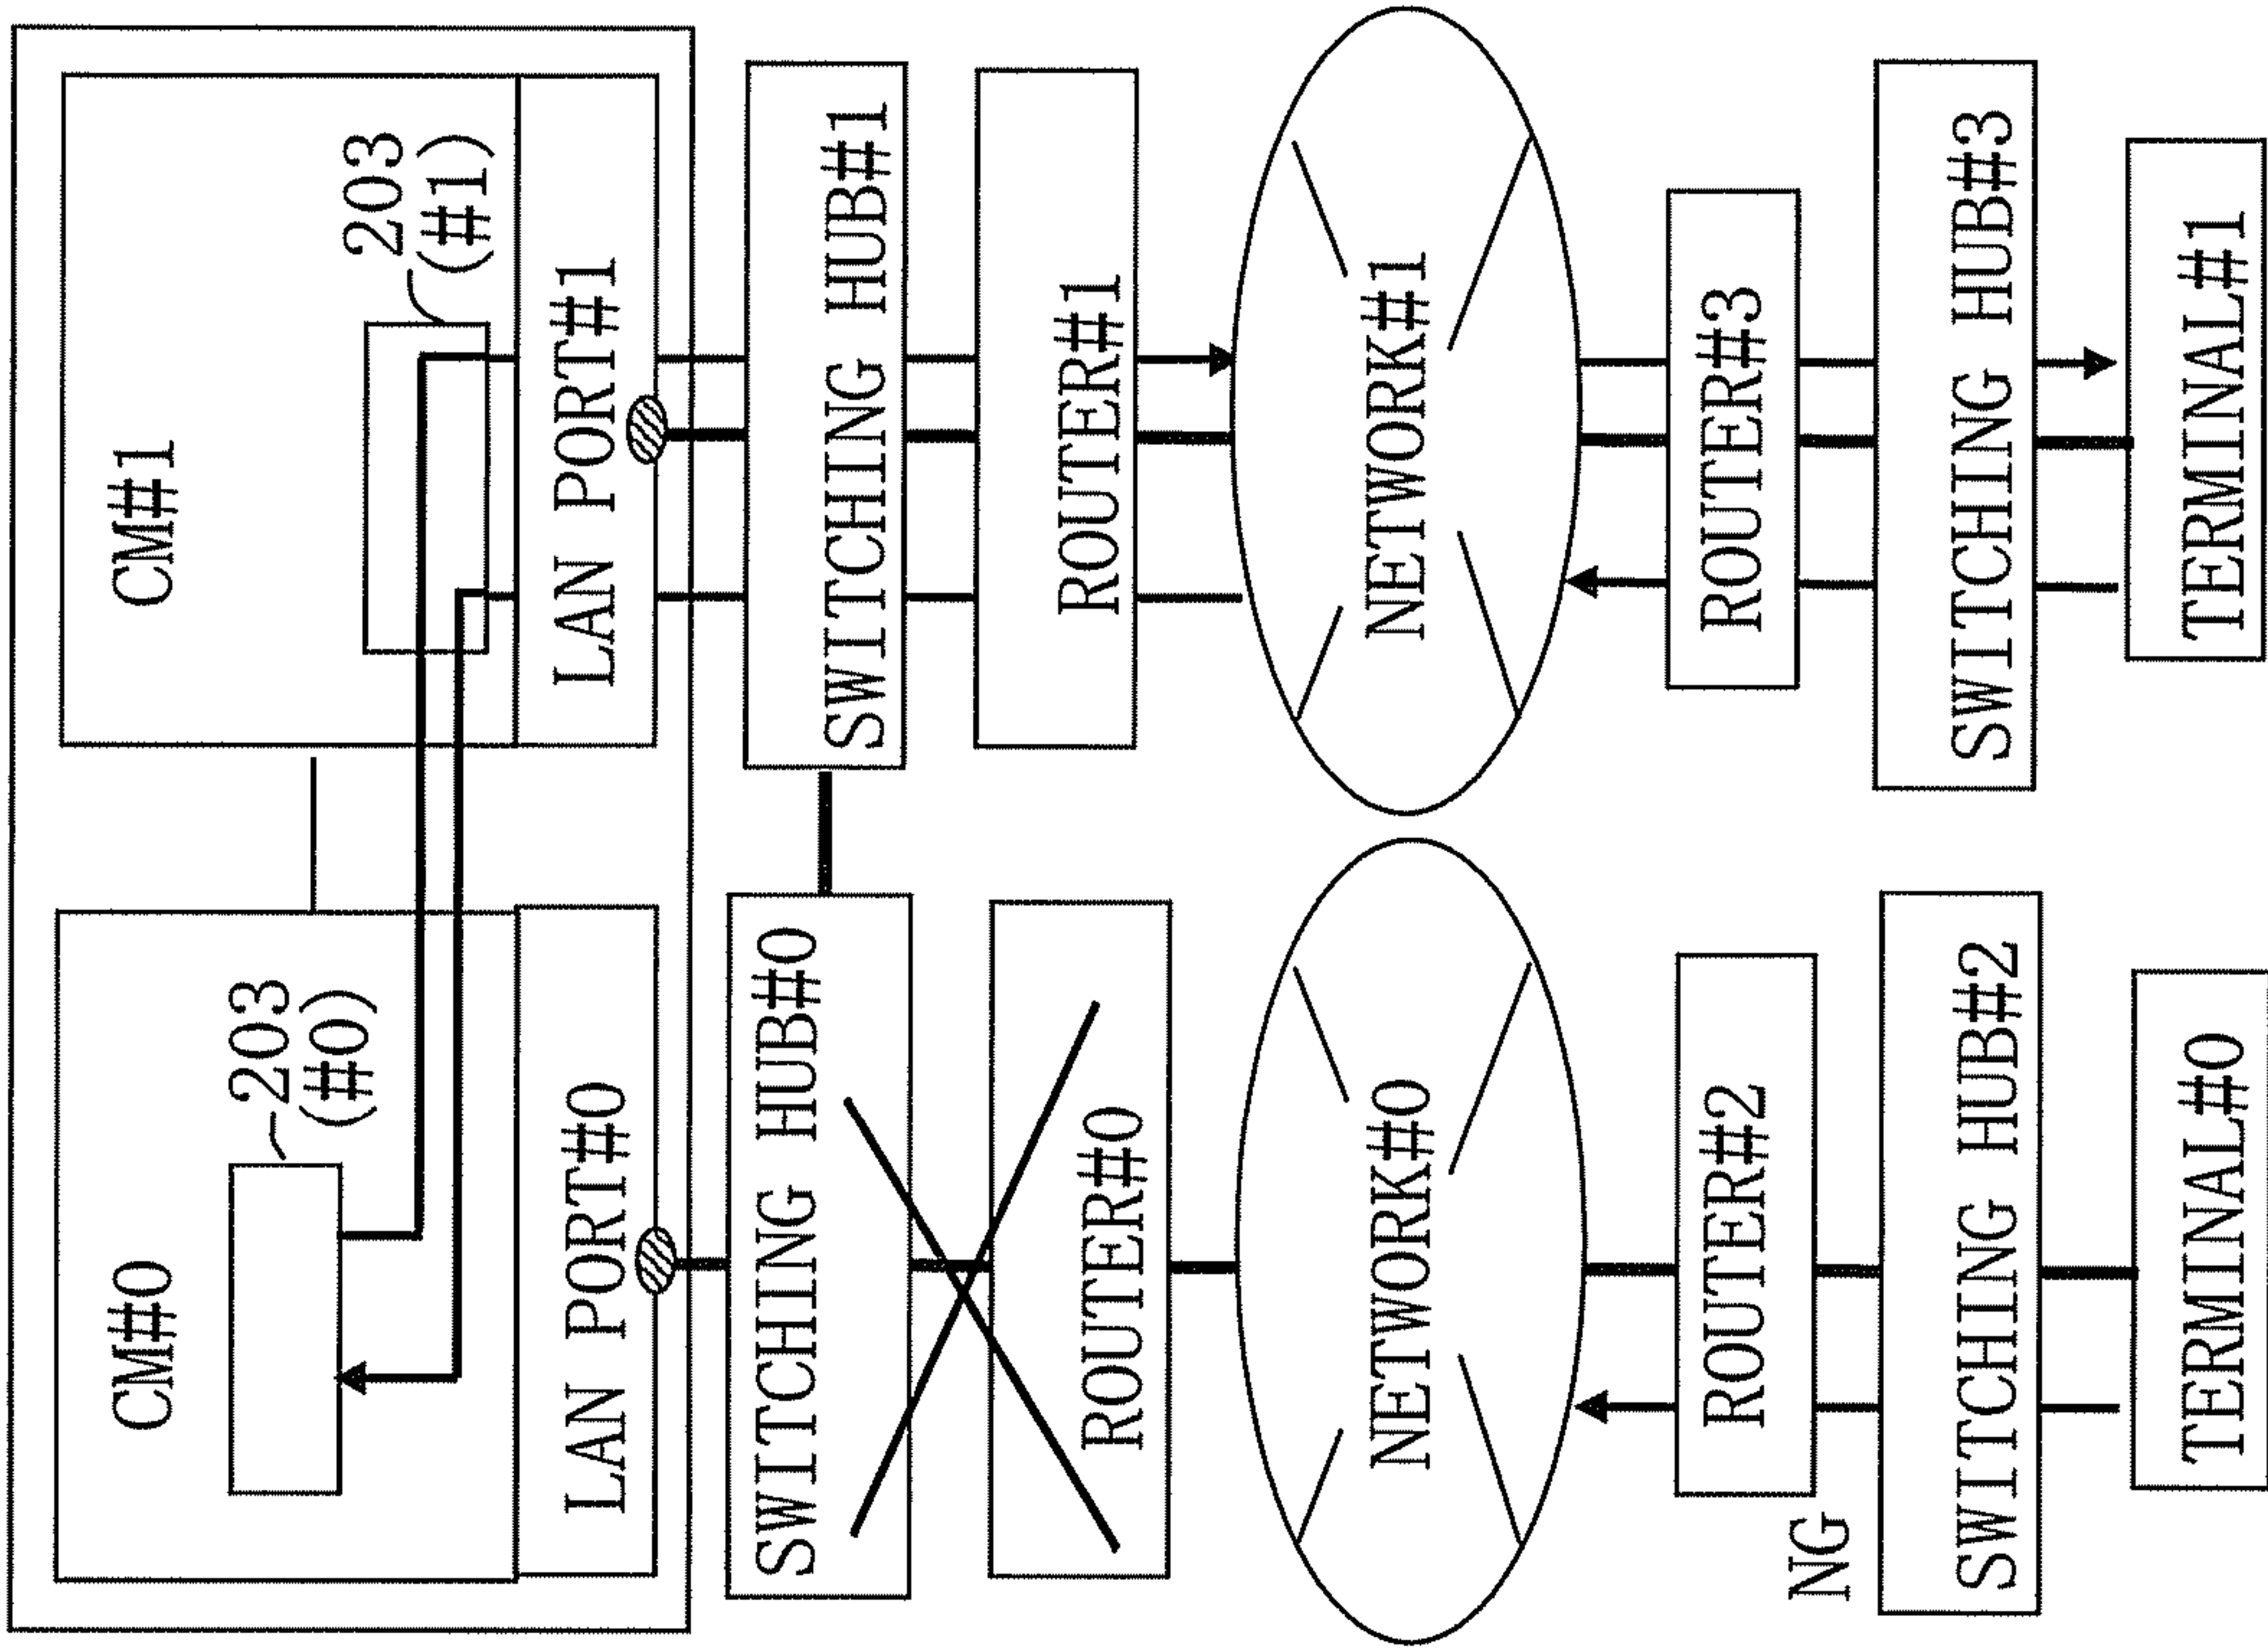 CM#0
203
(#0)
LAN PORT#0
SWITCHING HUB#0
ROUTER#0
NETWORK#0
NG
ROUTER#2
SWITCHING HUB#2
TERMINAL#0
CM#1
203
(#1)
LAN PORT#1
SWITCHING HUB#1
ROUTER#1
NETWORK#1
ROUTER#3
SWITCHING HUB#3
TERMINAL#1